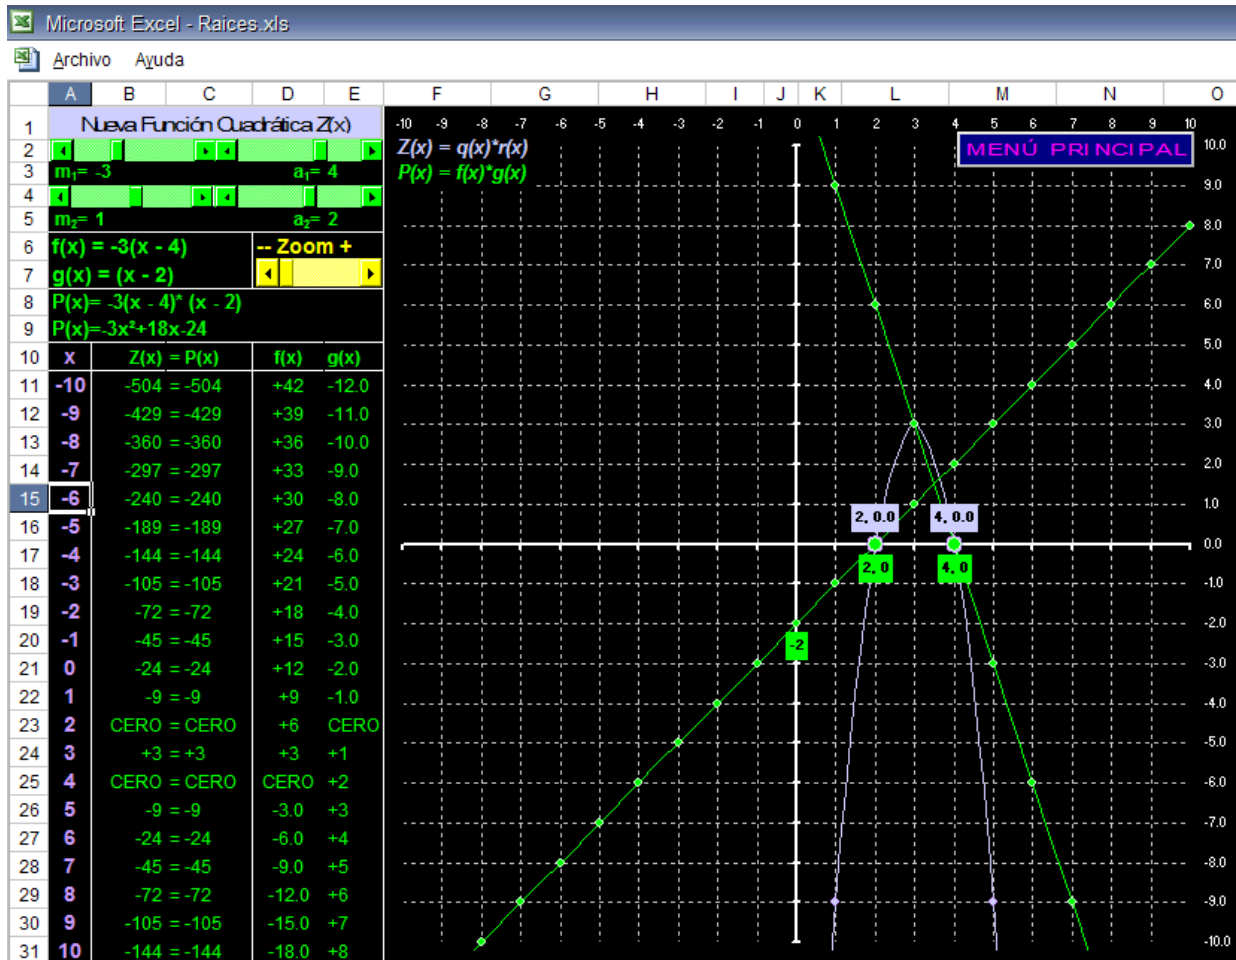 Microsoft Excel - Raices.xls
Archivo Ayuda
A B C D E F G H I J K L M N O
1 Nueva Función Cuadrática Z(x)
2
3 m₁= -3 a₁= 4
4
5 m₂= 1 a₂= 2
6 f(x) = -3(x - 4) -- Zoom +
7 g(x) = (x - 2)
8 P(x)= -3(x - 4)* (x - 2)
9 P(x)=-3x²+18x-24
10 x Z(x) = P(x) f(x) g(x)
11 -10 -504 = -504 +42 -12.0
12 -9 -429 = -429 +39 -11.0
13 -8 -360 = -360 +36 -10.0
14 -7 -297 = -297 +33 -9.0
15 -6 -240 = -240 +30 -8.0
16 -5 -189 = -189 +27 -7.0
17 -4 -144 = -144 +24 -6.0
18 -3 -105 = -105 +21 -5.0
19 -2 -72 = -72 +18 -4.0
20 -1 -45 = -45 +15 -3.0
21 0 -24 = -24 +12 -2.0
22 1 -9 = -9 +9 -1.0
23 2 CERO = CERO +6 CERO
24 3 +3 = +3 +3 +1
25 4 CERO = CERO CERO +2
26 5 -9 = -9 -3.0 +3
27 6 -24 = -24 -6.0 +4
28 7 -45 = -45 -9.0 +5
29 8 -72 = -72 -12.0 +6
30 9 -105 = -105 -15.0 +7
31 10 -144 = -144 -18.0 +8
-10 -9 -8 -7 -6 -5 -4 -3 -2 -1 0 1 2 3 4 5 6 7 8 9 10
Z(x) = q(x)*r(x)
P(x) = f(x)*g(x)
MENÚ PRINCIPAL
10.0
9.0
8.0
7.0
6.0
5.0
4.0
3.0
2.0
1.0
0.0
-1.0
-2.0
-3.0
-4.0
-5.0
-6.0
-7.0
-8.0
-9.0
-10.0
2, 0.0 4, 0.0
2, 0 4, 0
-2